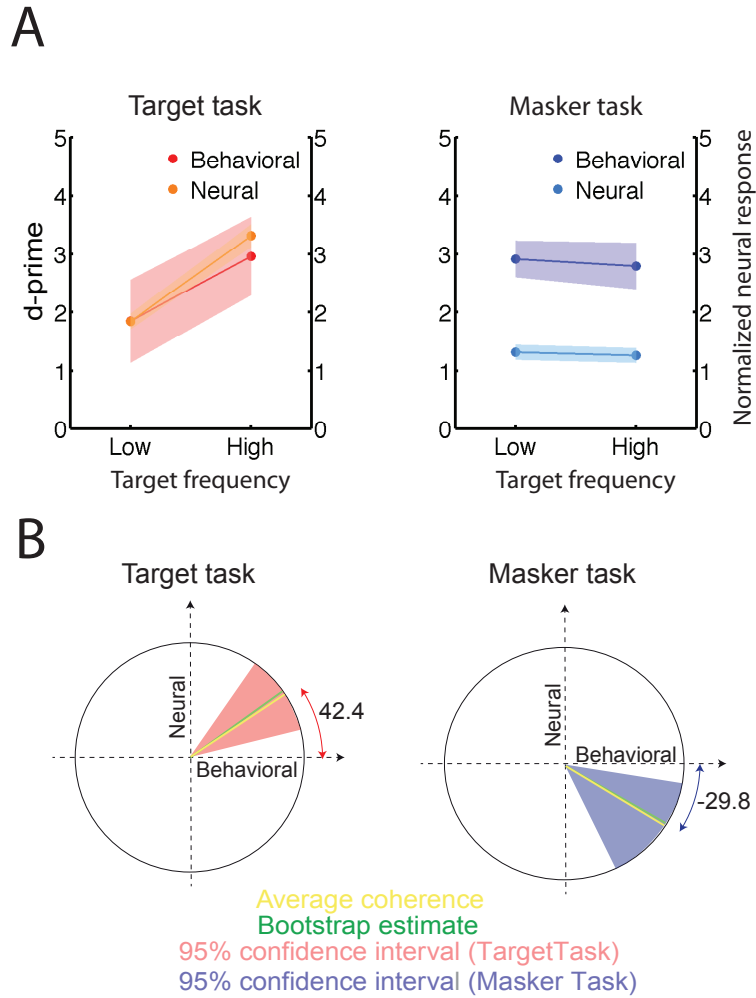 A
Target task
5
4
3
2
1
0
d-prime
Behavioral
Neural
5
4
3
2
1
0
Low High
Target frequency
Masker task
5
4
3
2
1
0
Behavioral
Neural
5
4
3
2
1
0
Normalized neural response
Low High
Target frequency
B
Target task
Neural
Behavioral
42.4
Masker task
Neural
Behavioral
-29.8
Average coherence
Bootstrap estimate
95% confidence interval (TargetTask)
95% confidence interval (Masker Task)